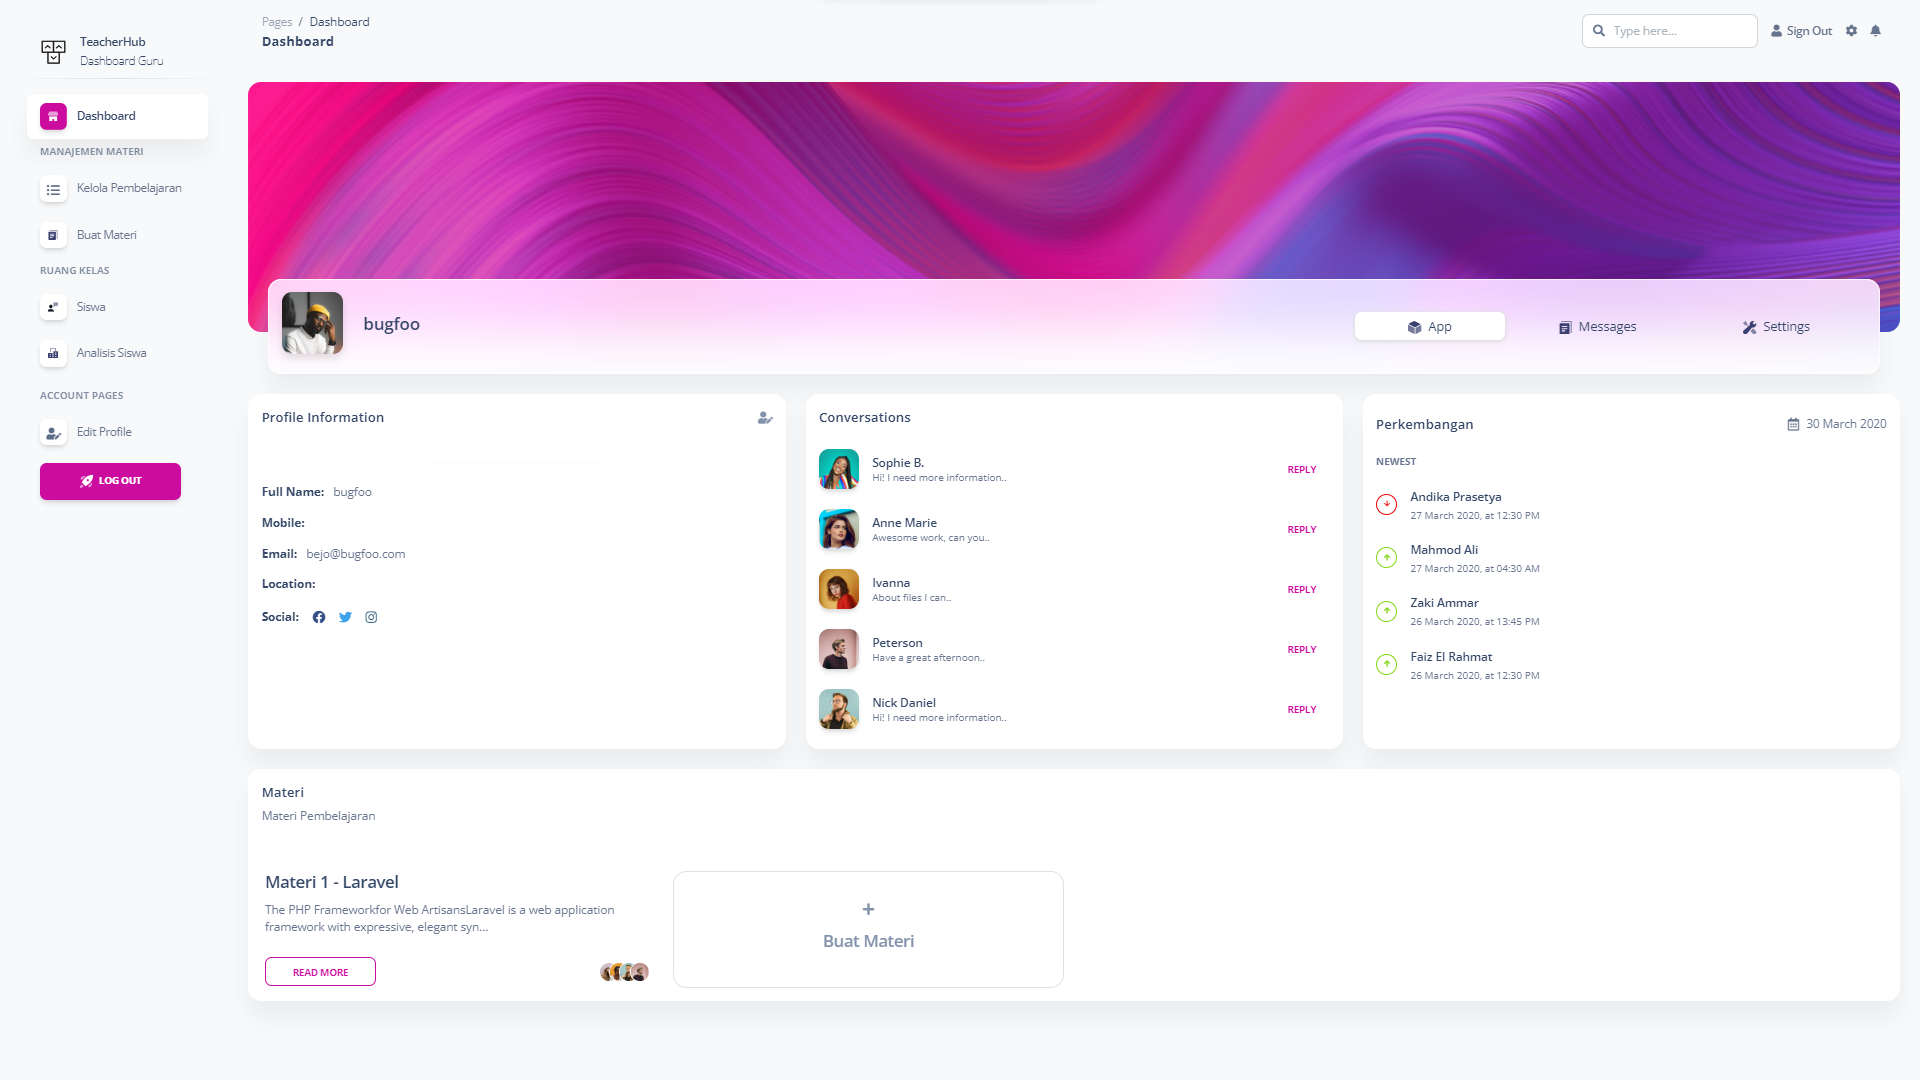 TeacherHub
Dashboard Guru
Dashboard
MANAJEMEN MATERI
Kelola Pembelajaran
Buat Materi
RUANG KELAS
Siswa
Analisis Siswa
ACCOUNT PAGES
Edit Profile
LOG OUT
Pages / Dashboard
Dashboard
Type here...
Sign Out
bugfoo
App
Messages
Settings
Profile Information
Full Name: bugfoo
Mobile:
Email: bejo@bugfoo.com
Location:
Social:
Conversations
Sophie B.
Hi! I need more information..
REPLY
Anne Marie
Awesome work, can you..
REPLY
Ivanna
About files I can..
REPLY
Peterson
Have a great afternoon..
REPLY
Nick Daniel
Hi! I need more information..
REPLY
Perkembangan
30 March 2020
NEWEST
Andika Prasetya
27 March 2020, at 12:30 PM
Mahmod Ali
27 March 2020, at 04:30 AM
Zaki Ammar
26 March 2020, at 13:45 PM
Faiz El Rahmat
26 March 2020, at 12:30 PM
Materi
Materi Pembelajaran
Materi 1 - Laravel
The PHP Frameworkfor Web ArtisansLaravel is a web application
framework with expressive, elegant syn...
READ MORE
+
Buat Materi